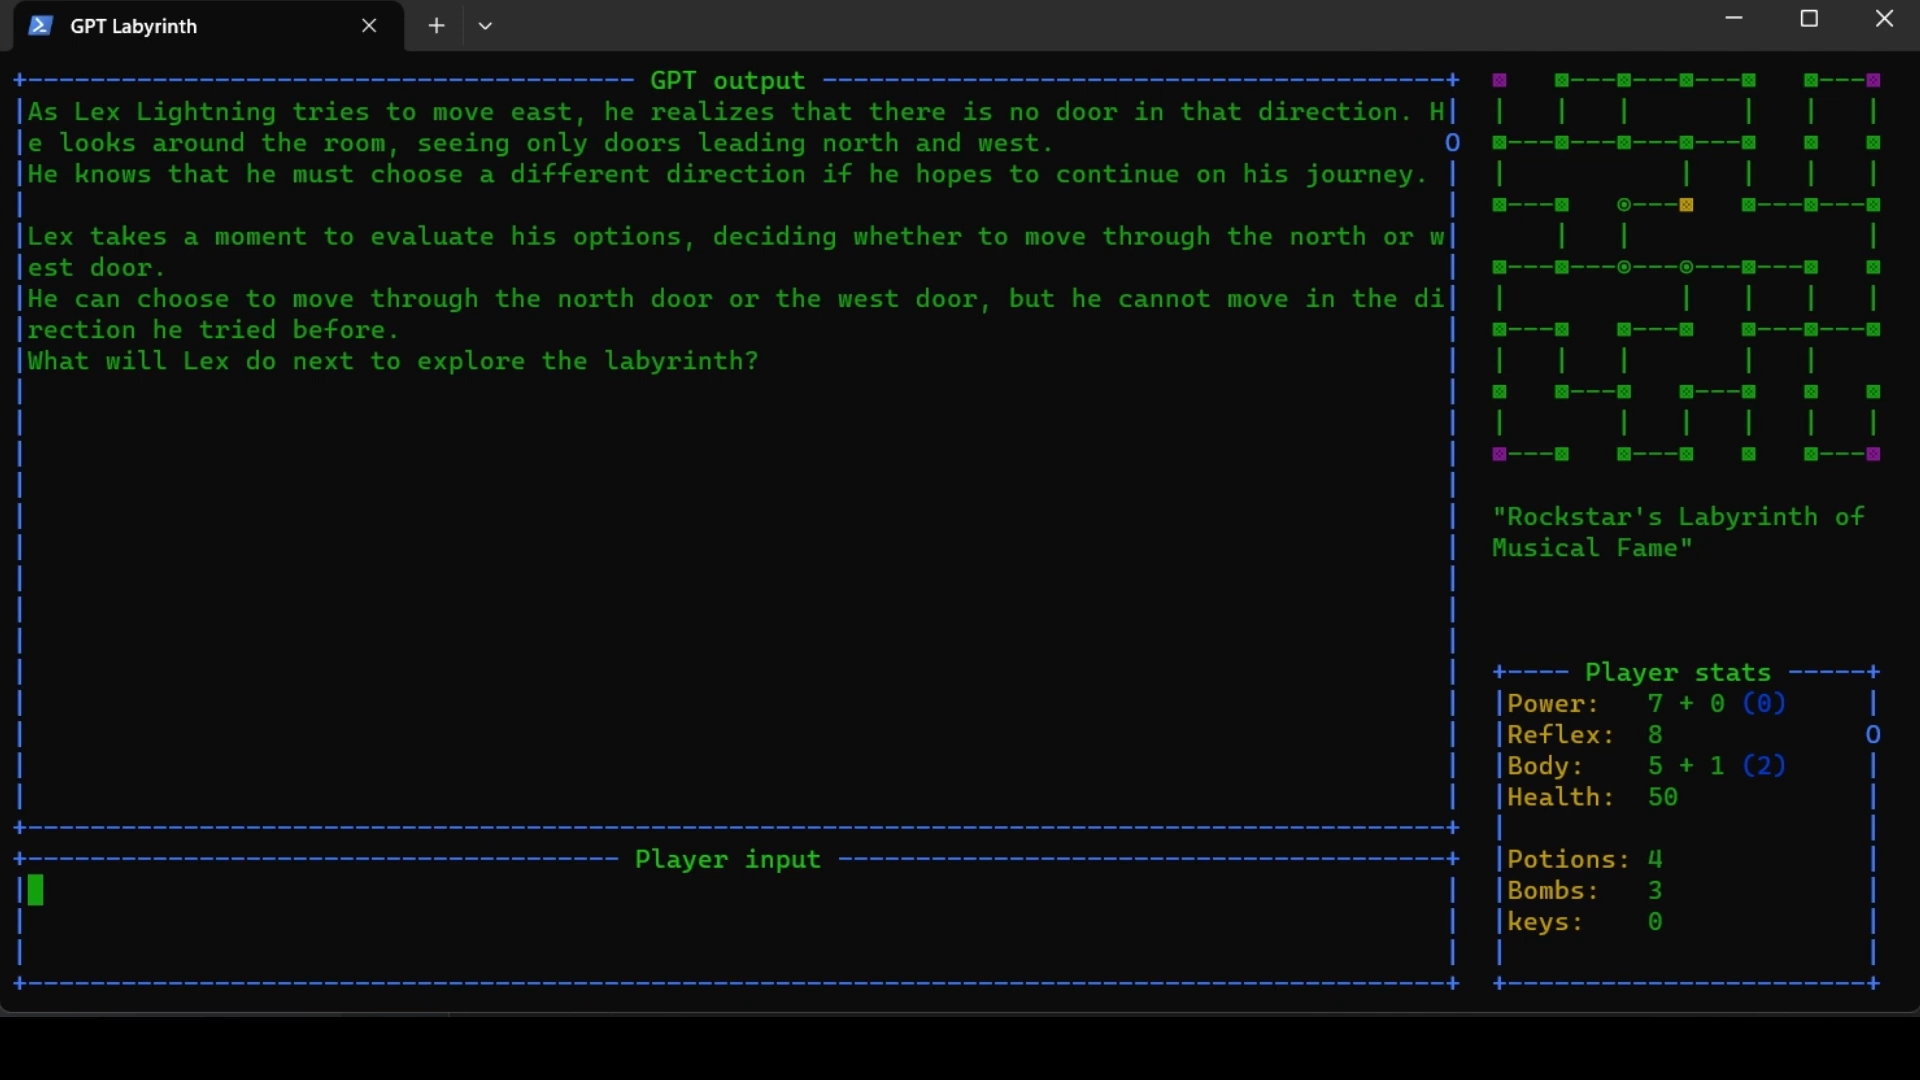 GPT Labyrinth
GPT output
As Lex Lightning tries to move east, he realizes that there is no door in that direction. H
e looks around the room, seeing only doors leading north and west.
He knows that he must choose a different direction if he hopes to continue on his journey.
Lex takes a moment to evaluate his options, deciding whether to move through the north or w
est door.
He can choose to move through the north door or the west door, but he cannot move in the di
rection he tried before.
What will Lex do next to explore the labyrinth?
Player input
"Rockstar's Labyrinth of
Musical Fame"
Player stats
Power: 7 + 0 (0)
Reflex: 8
Body: 5 + 1 (2)
Health: 50
Potions: 4
Bombs: 3
keys: 0